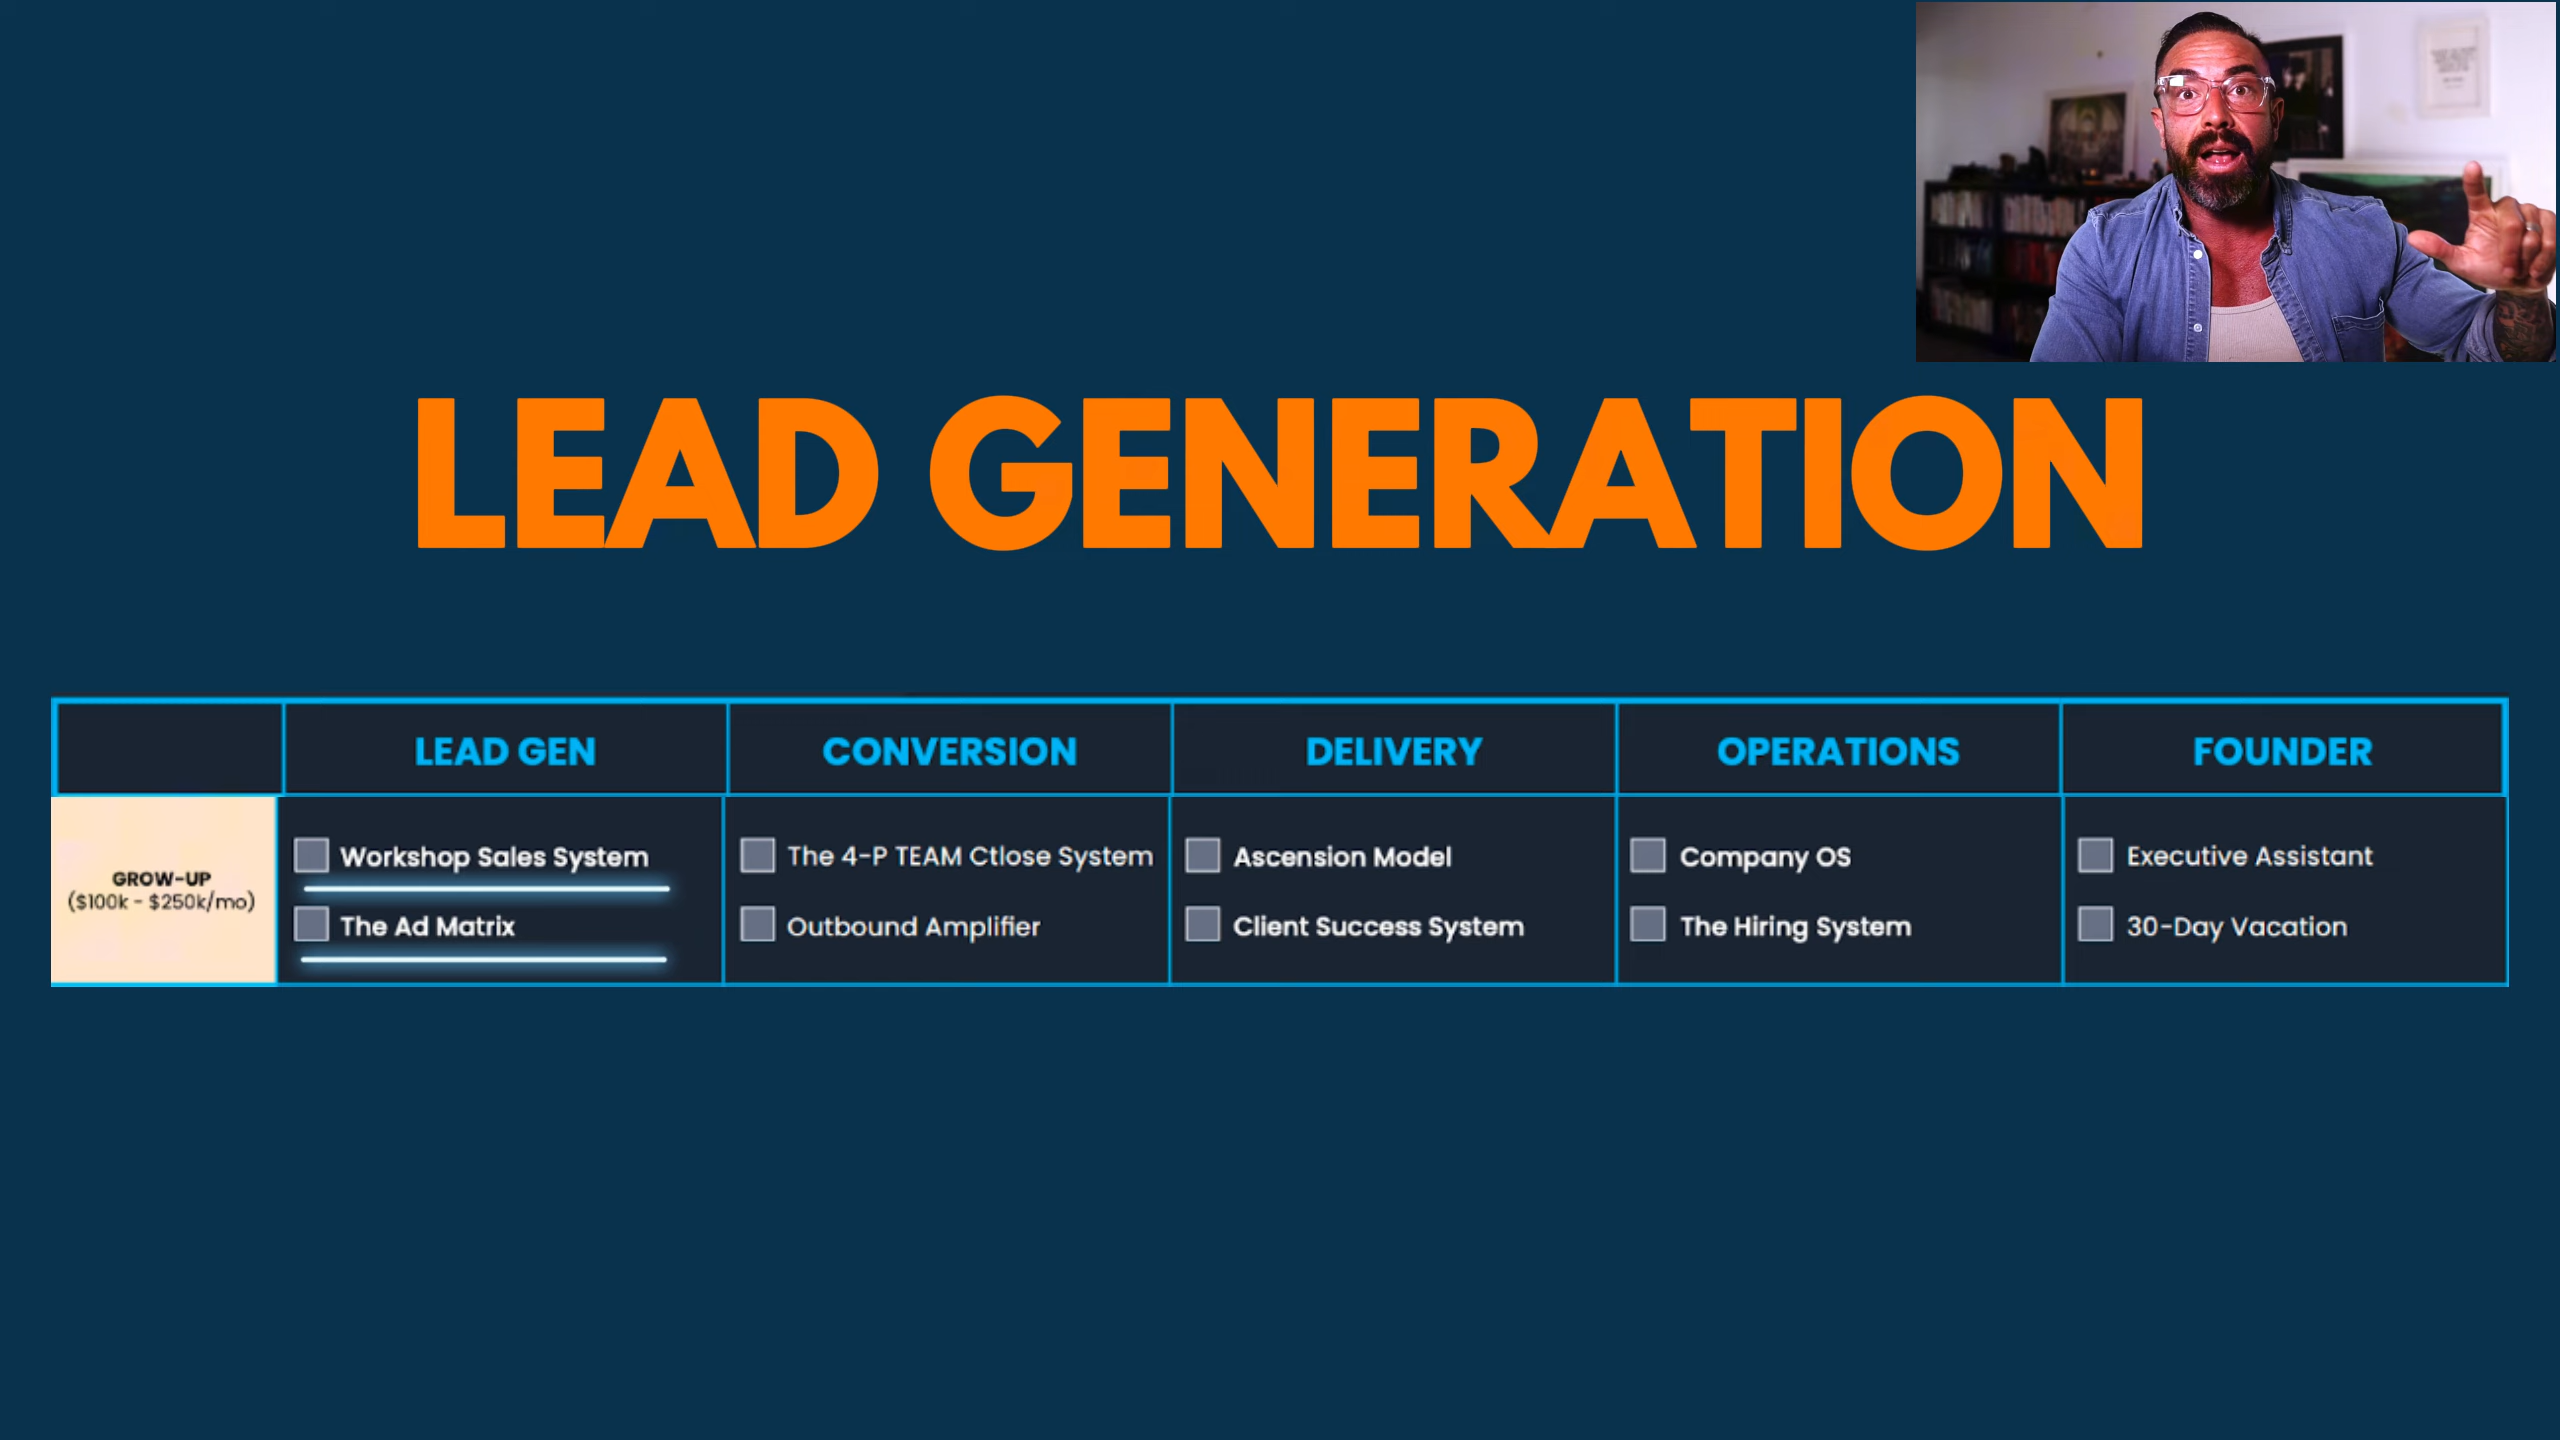 LEAD GENERATION
LEAD GEN
CONVERSION
DELIVERY
OPERATIONS
FOUNDER
GROW-UP
($100k - $250k/mo)
Workshop Sales System
The Ad Matrix
The 4-P TEAM Ctlose System
Outbound Amplifier
Ascension Model
Client Success System
Company OS
The Hiring System
Executive Assistant
30-Day Vacation